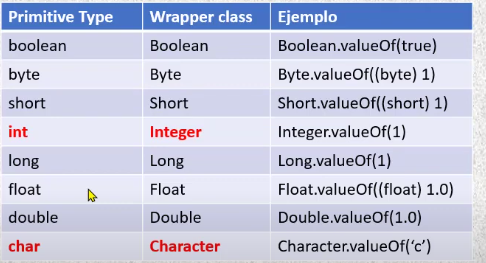 Primitive Type Wrapper class Ejemplo
boolean Boolean Boolean.valueOf(true)
byte Byte Byte.valueOf((byte) 1)
short Short Short.valueOf((short) 1)
int Integer Integer.valueOf(1)
long Long Long.valueOf(1)
float Float Float.valueOf((float) 1.0)
double Double Double.valueOf(1.0)
char Character Character.valueOf(‘c’)